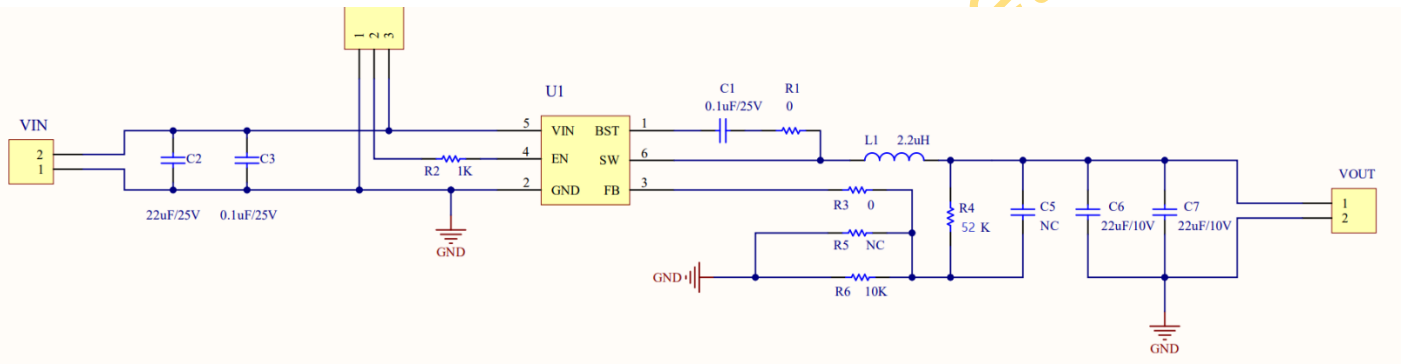 1 2 3
U1
C1
R1
0.1uF/25V
0
VIN
2
1
5 VIN BST 1
4 EN SW 6
2 GND FB 3
C2
C3
22uF/25V
0.1uF/25V
R2 1K
GND
L1 2.2uH
R3 0
R5 NC
R6 10K
GND
R4
52 K
C5
NC
C6
22uF/10V
C7
22uF/10V
VOUT
1
2
GND